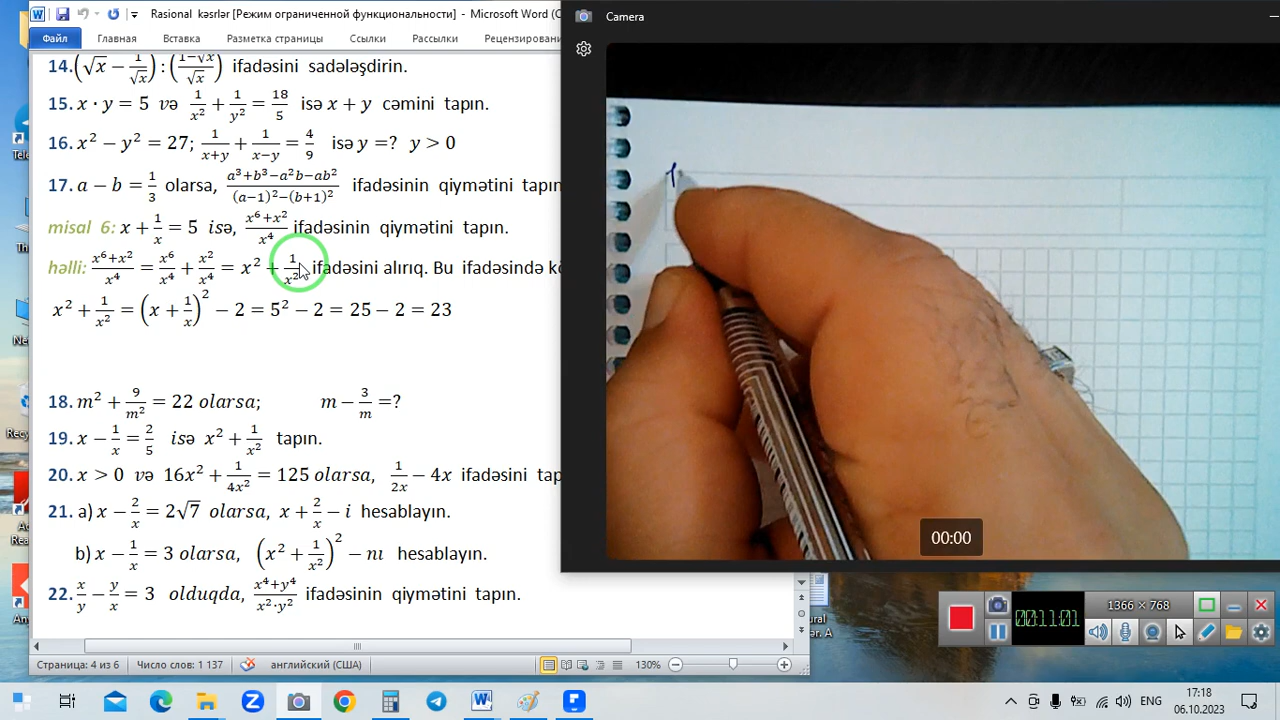 Rasional kəsrlər [Режим ограниченной функциональности] - Microsoft Word (С
Файл Главная Вставка Разметка страницы Ссылки Рассылки
14. (√x − 1/√x) : (1−√x/√x) ifadəsini sadələşdirin.
15. x · y = 5 və 1/x² + 1/y² = 18/5 isə x + y cəmini tapın.
16. x² − y² = 27; 1/x+y + 1/x−y = 4/9 isə y =? y > 0
17. a − b = 1/3 olarsa, a³+b³−a²b−ab²/(a−1)²−(b+1)² ifadəsinin qiymətini tapın
misal 6: x + 1/x = 5 isə, x⁶+x²/x⁴ ifadəsinin qiymətini tapın.
həlli: x⁶+x²/x⁴ = x⁶/x⁴ + x²/x⁴ = x² + 1/x² ifadəsini alırıq. Bu ifadəsində
x² + 1/x² = (x + 1/x)² − 2 = 5² − 2 = 25 − 2 = 23
18. m² + 9/m² = 22 olarsa; m − 3/m =?
19. x − 1/x = 2/5 isə x² + 1/x² tapın.
20. x > 0 və 16x² + 1/4x² = 125 olarsa, 1/2x − 4x ifadəsini
21. a) x − 2/x = 2√7 olarsa, x + 2/x − i hesablayın.
b) x − 1/x = 3 olarsa, (x² + 1/x²)² − nı hesablayın.
22. x/y − y/x = 3 olduqda, x⁴+y⁴/x²·y² ifadəsinin qiymətini tapın.
Страница: 4 из 6 Число слов: 1 137 английский (США) 130%
Camera
00:00
00:11:01 1366 × 768
ENG 17:18
06.10.2023